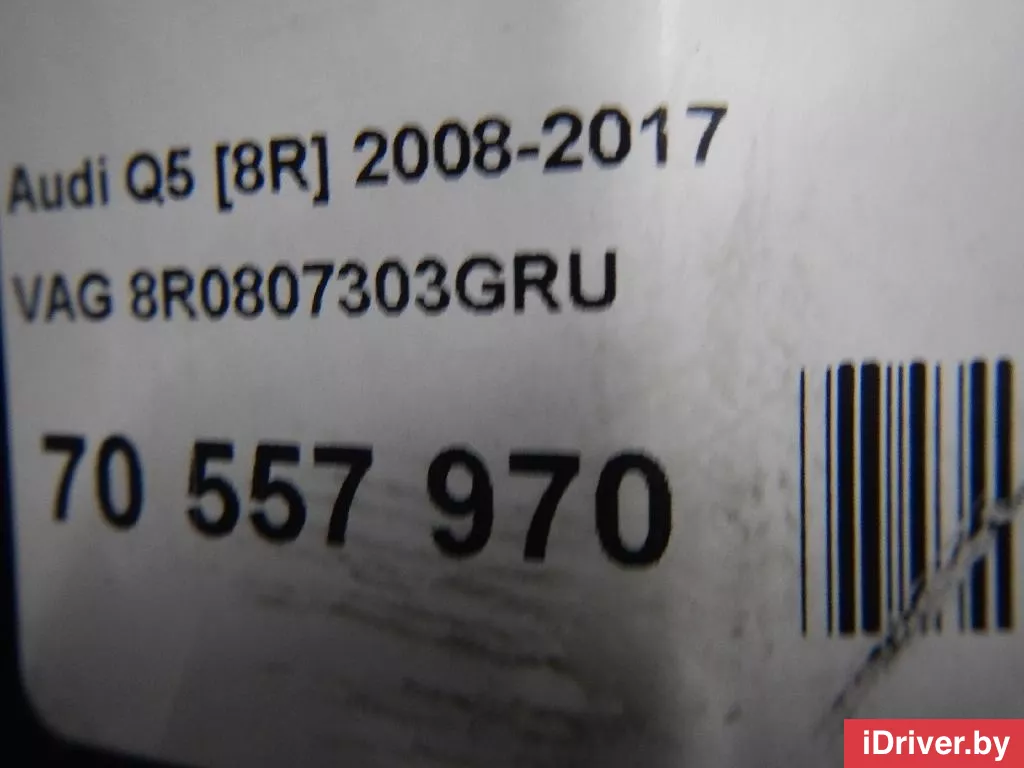 Audi Q5 [8R] 2008-2017
VAG 8R0807303GRU
70 557 970
iDriver.by